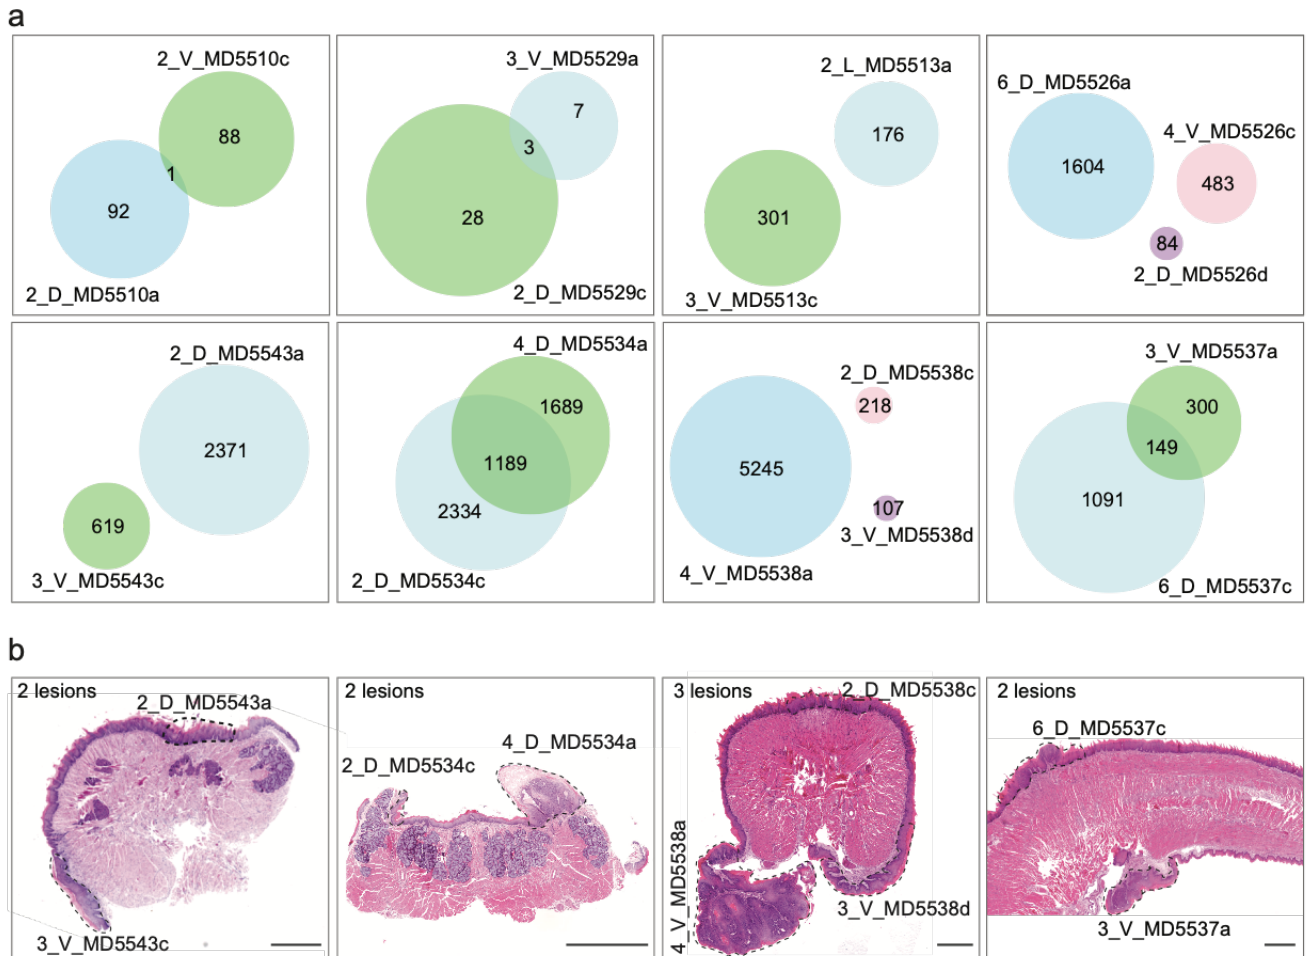 a
2_V_MD5510c
88
1
92
2_D_MD5510a
3_V_MD5529a
7
3
28
2_D_MD5529c
2_L_MD5513a
176
301
3_V_MD5513c
6_D_MD5526a
4_V_MD5526c
1604
483
84
2_D_MD5526d
2_D_MD5543a
2371
619
3_V_MD5543c
4_D_MD5534a
1689
1189
2334
2_D_MD5534c
2_D_MD5538c
218
5245
107
3_V_MD5538d
4_V_MD5538a
3_V_MD5537a
300
149
1091
6_D_MD5537c
b
2 lesions
2_D_MD5543a
3_V_MD5543c
2 lesions
4_D_MD5534a
2_D_MD5534c
3 lesions
2_D_MD5538c
4_V_MD5538a
3_V_MD5538d
2 lesions
6_D_MD5537c
3_V_MD5537a